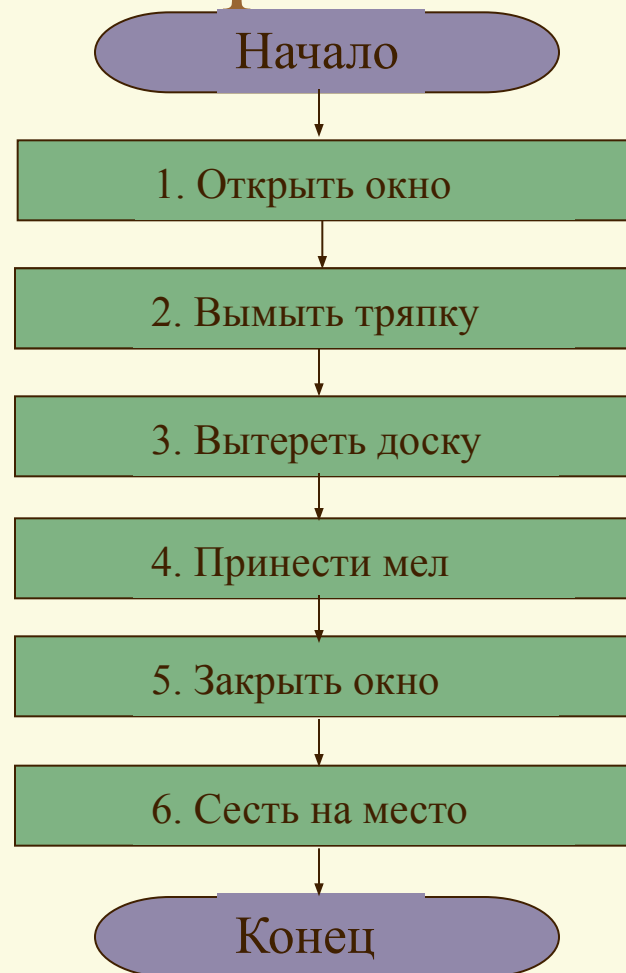 Начало
1. Открыть окно
2. Вымыть тряпку
3. Вытереть доску
4. Принести мел
5. Закрыть окно
6. Сесть на место
Конец